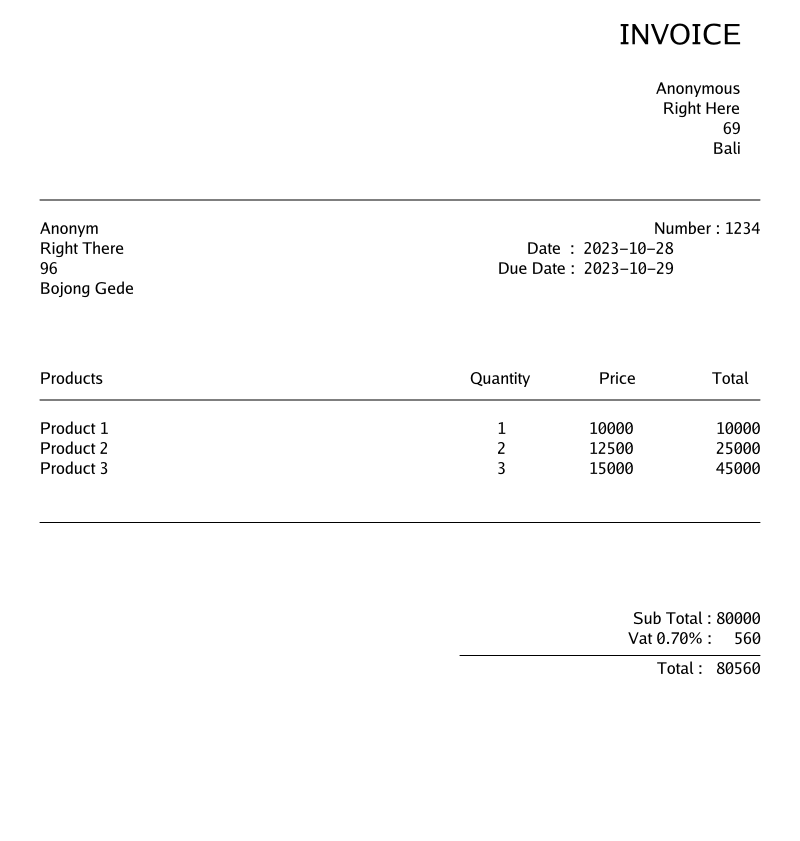 INVOICE
Anonymous
Right Here
69
Bali
Anonym
Number : 1234
Right There
Date : 2023-10-28
96
Due Date : 2023-10-29
Bojong Gede
Products Quantity Price Total
Product 1 1 10000 10000
Product 2 2 12500 25000
Product 3 3 15000 45000
Sub Total : 80000
Vat 0.70% : 560
Total : 80560